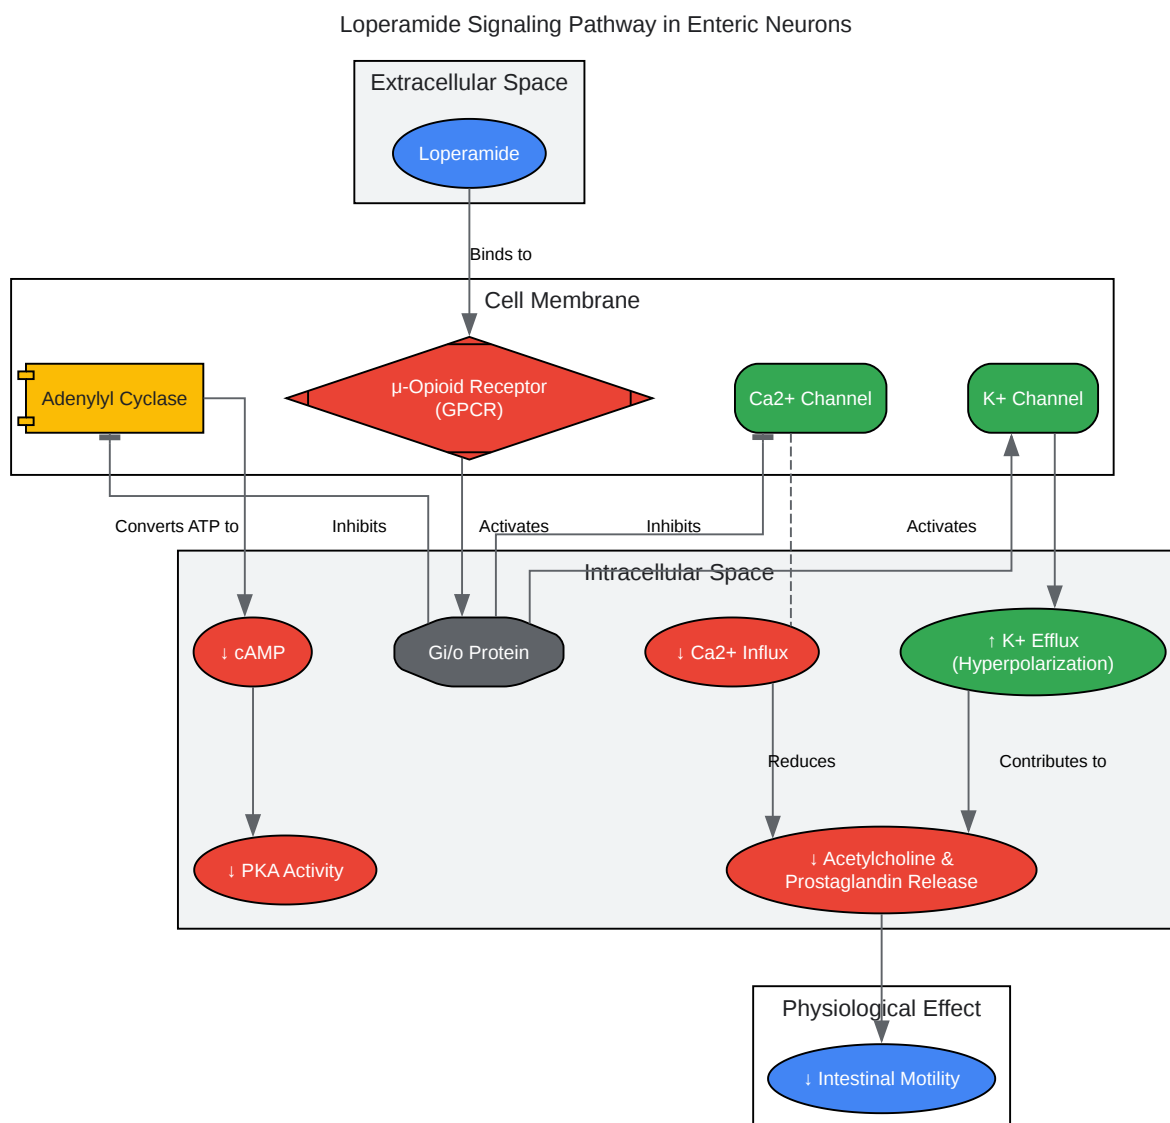 Loperamide Signaling Pathway in Enteric Neurons
Extracellular Space
Loperamide
Binds to
Cell Membrane
Adenylyl Cyclase
μ-Opioid Receptor
(GPCR)
Ca2+ Channel
K+ Channel
Converts ATP to
Inhibits
Activates
Inhibits
Activates
Intracellular Space
↓ cAMP
Gi/o Protein
↓ Ca2+ Influx
↑ K+ Efflux
(Hyperpolarization)
Reduces
Contributes to
↓ PKA Activity
↓ Acetylcholine &
Prostaglandin Release
Physiological Effect
↓ Intestinal Motility